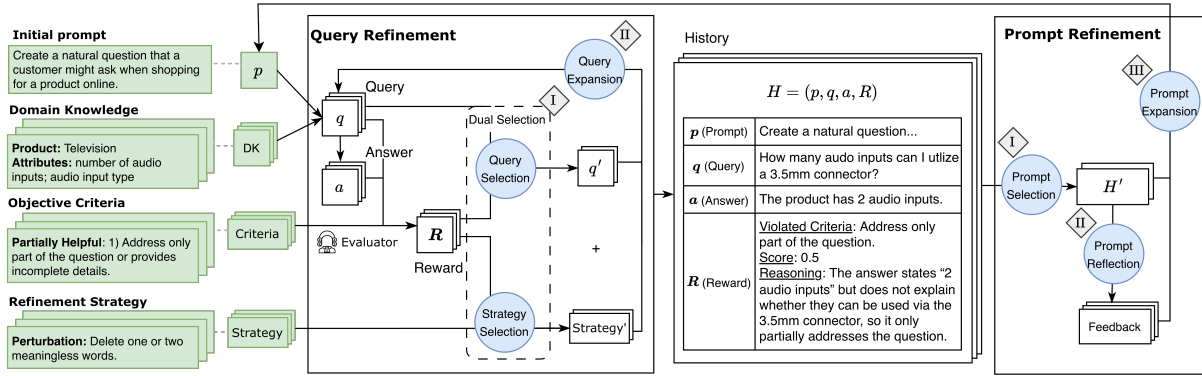 Initial prompt
Create a natural question that a
customer might ask when shopping
for a product online.
p
Domain Knowledge
Product: Television
Attributes: number of audio
inputs; audio input type
DK
Objective Criteria
Partially Helpful: 1) Address only
part of the question or provides
incomplete details.
Criteria
Refinement Strategy
Perturbation: Delete one or two
meaningless words.
Strategy
Query Refinement
II
Query
Expansion
Query
q
Answer
a
Evaluator
R
Reward
I
Dual Selection
Query
Selection
q'
+
Strategy
Selection
Strategy'
History
H = (p, q, a, R)
p (Prompt)
Create a natural question...
q (Query)
How many audo inputs can I utlize
a 3.5mm connector?
a (Answer)
The product has 2 audio inputs.
R (Reward)
Violated Criteria: Address only
part of the question.
Score: 0.5
Reasoning: The answer states “2
audio inputs” but does not explain
whether they can be used via the
3.5mm connector, so it only
partially addresses the question.
Prompt Refinement
III
Prompt
Expansion
I
Prompt
Selection
H'
II
Prompt
Reflection
Feedback